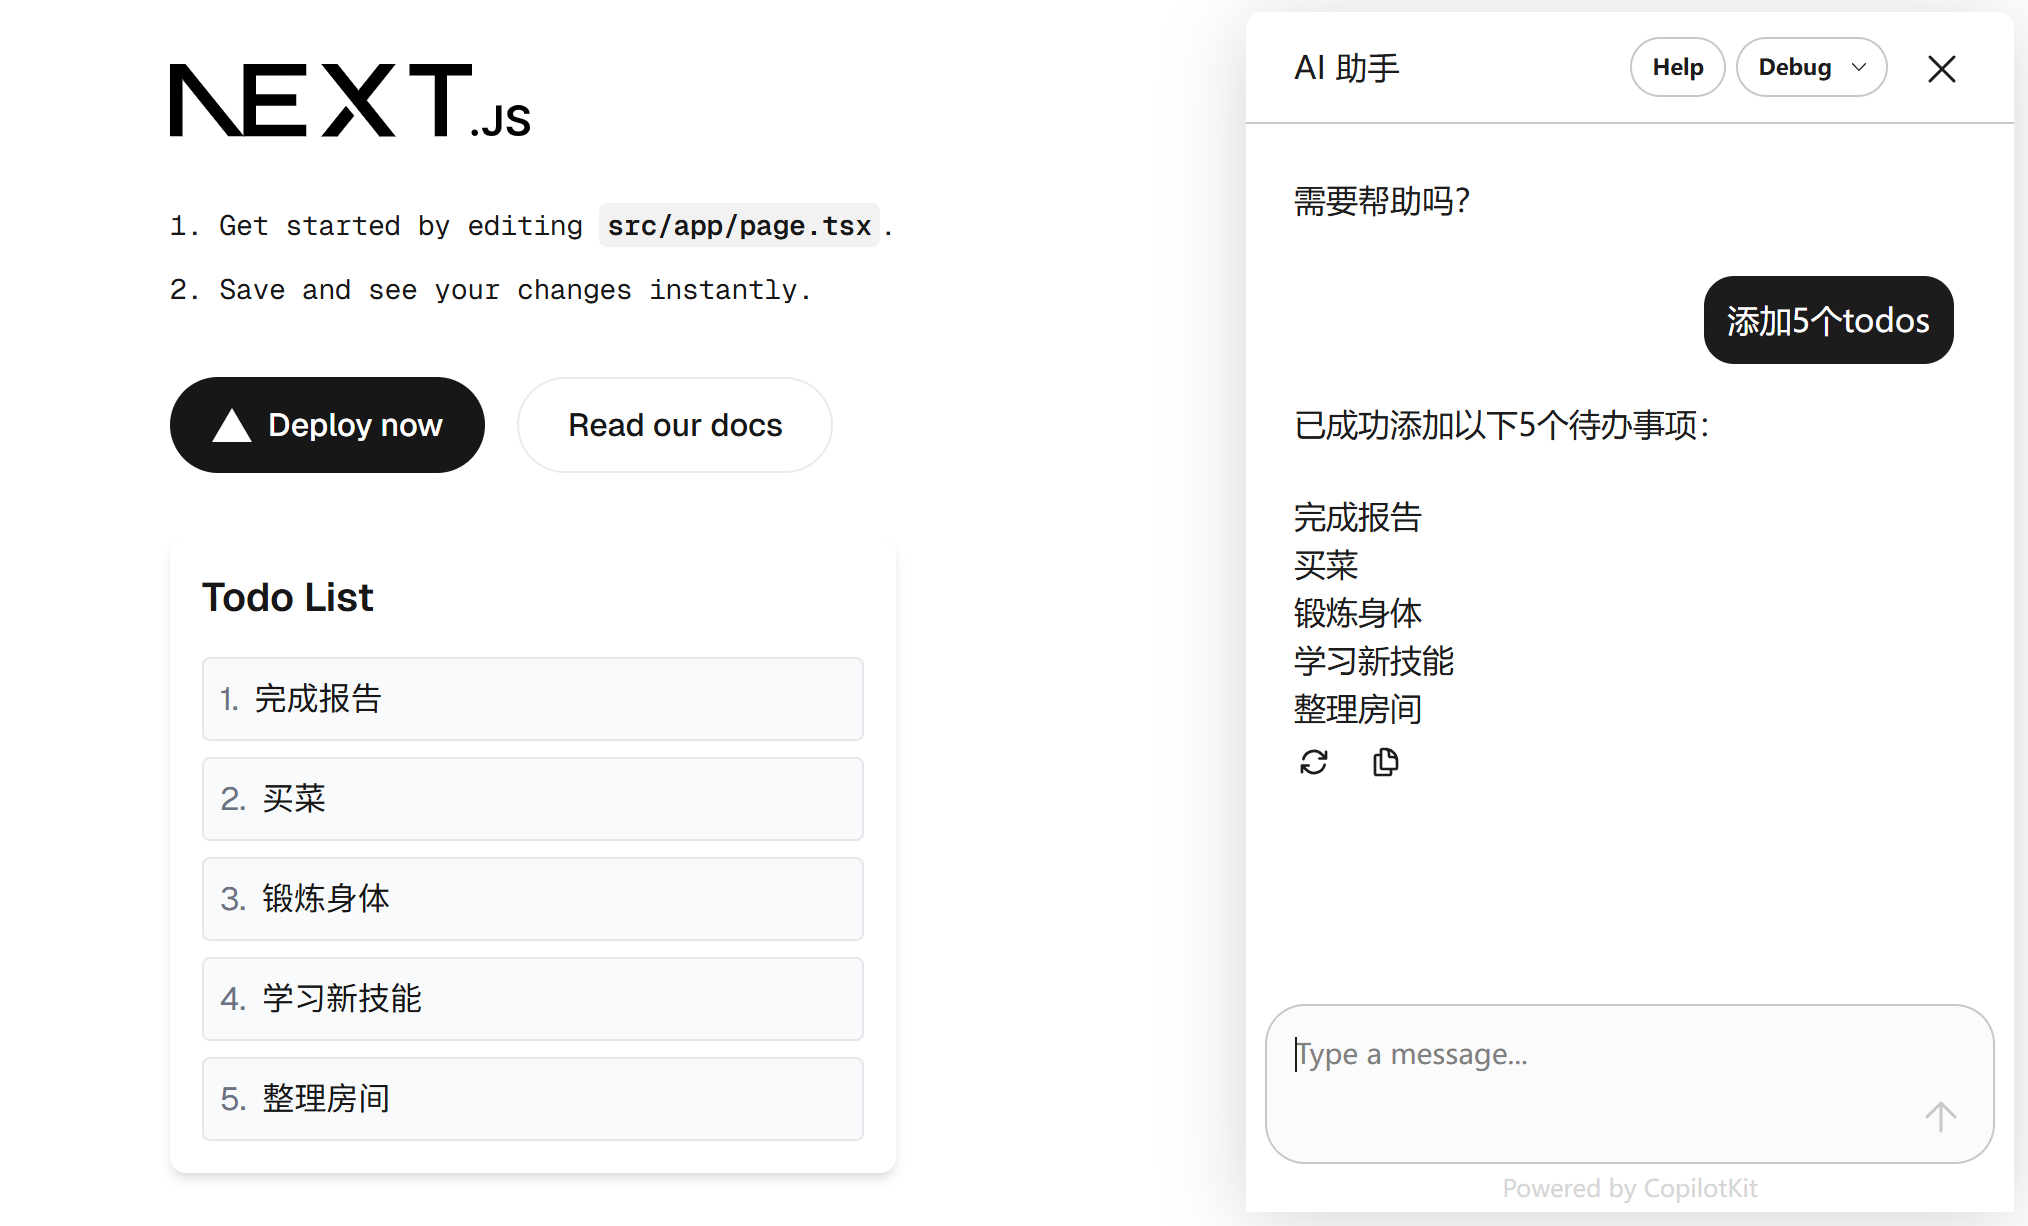 NEXT.JS
1. Get started by editing src/app/page.tsx.
2. Save and see your changes instantly.
Deploy now
Read our docs
Todo List
1. 完成报告
2. 买菜
3. 锻炼身体
4. 学习新技能
5. 整理房间
AI 助手
Help
Debug
需要帮助吗?
添加5个todos
已成功添加以下5个待办事项：
完成报告
买菜
锻炼身体
学习新技能
整理房间
Type a message...
Powered by CopilotKit